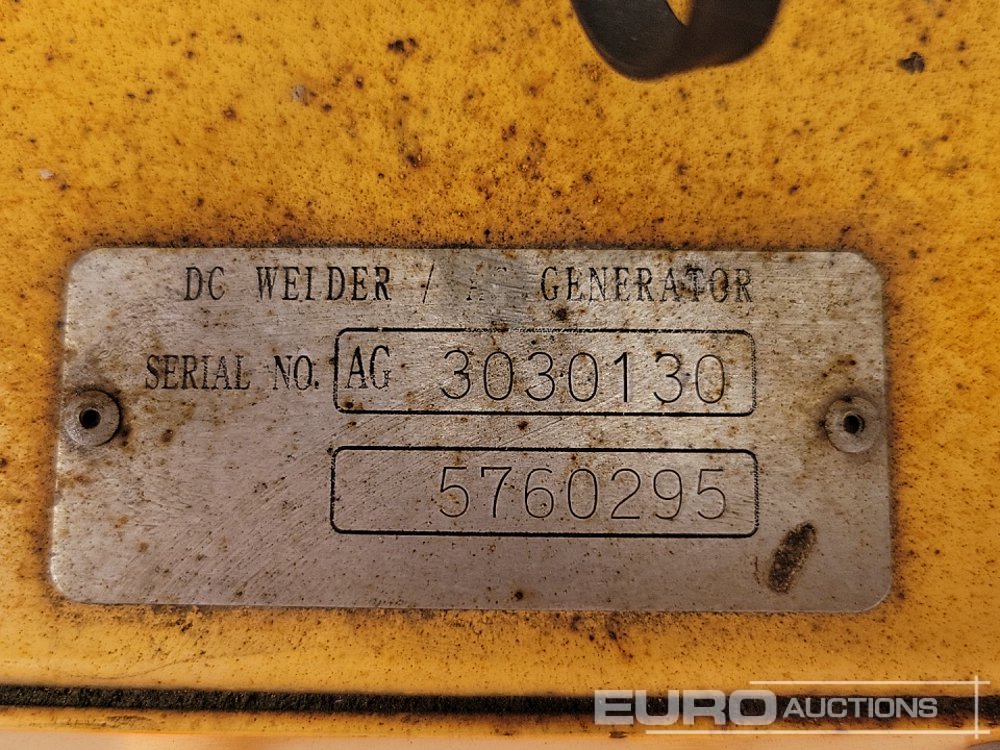 DC WELDER / GENERATOR
SERIAL NO. AG 3030130
5760295
EURO AUCTIONS